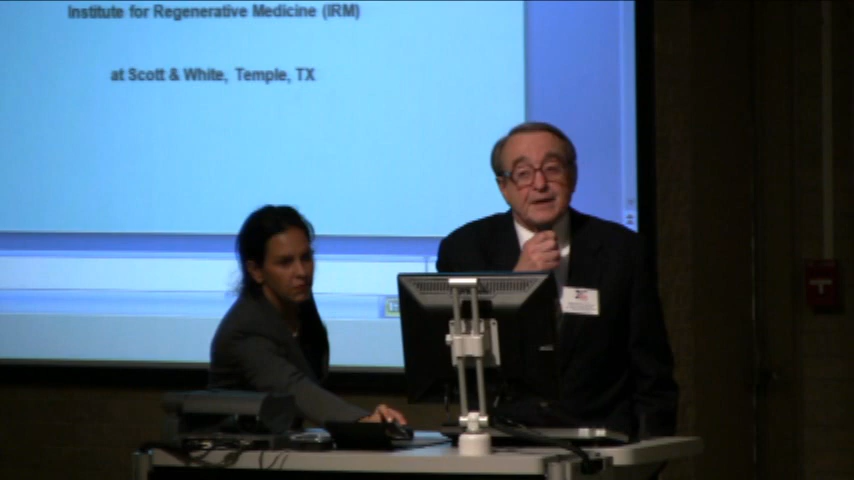 Institute for Regenerative Medicine (IRM)
at Scott & White, Temple, TX